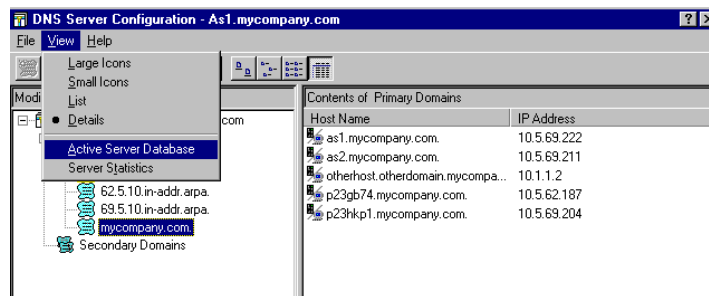 DNS Server Configuration - As1.mycompany.com
File View Help
Large Icons
Small Icons
List
Details
Active Server Database
Server Statistics
Modi
com
62.5.10.in-addr.arpa.
69.5.10.in-addr.arpa.
mycompany.com.
Secondary Domains
Contents of Primary Domains
Host Name IP Address
as1.mycompany.com. 10.5.69.222
as2.mycompany.com. 10.5.69.211
otherhost.otherdomain.mycompa... 10.1.1.2
p23gb74.mycompany.com. 10.5.62.187
p23hkp1.mycompany.com. 10.5.69.204